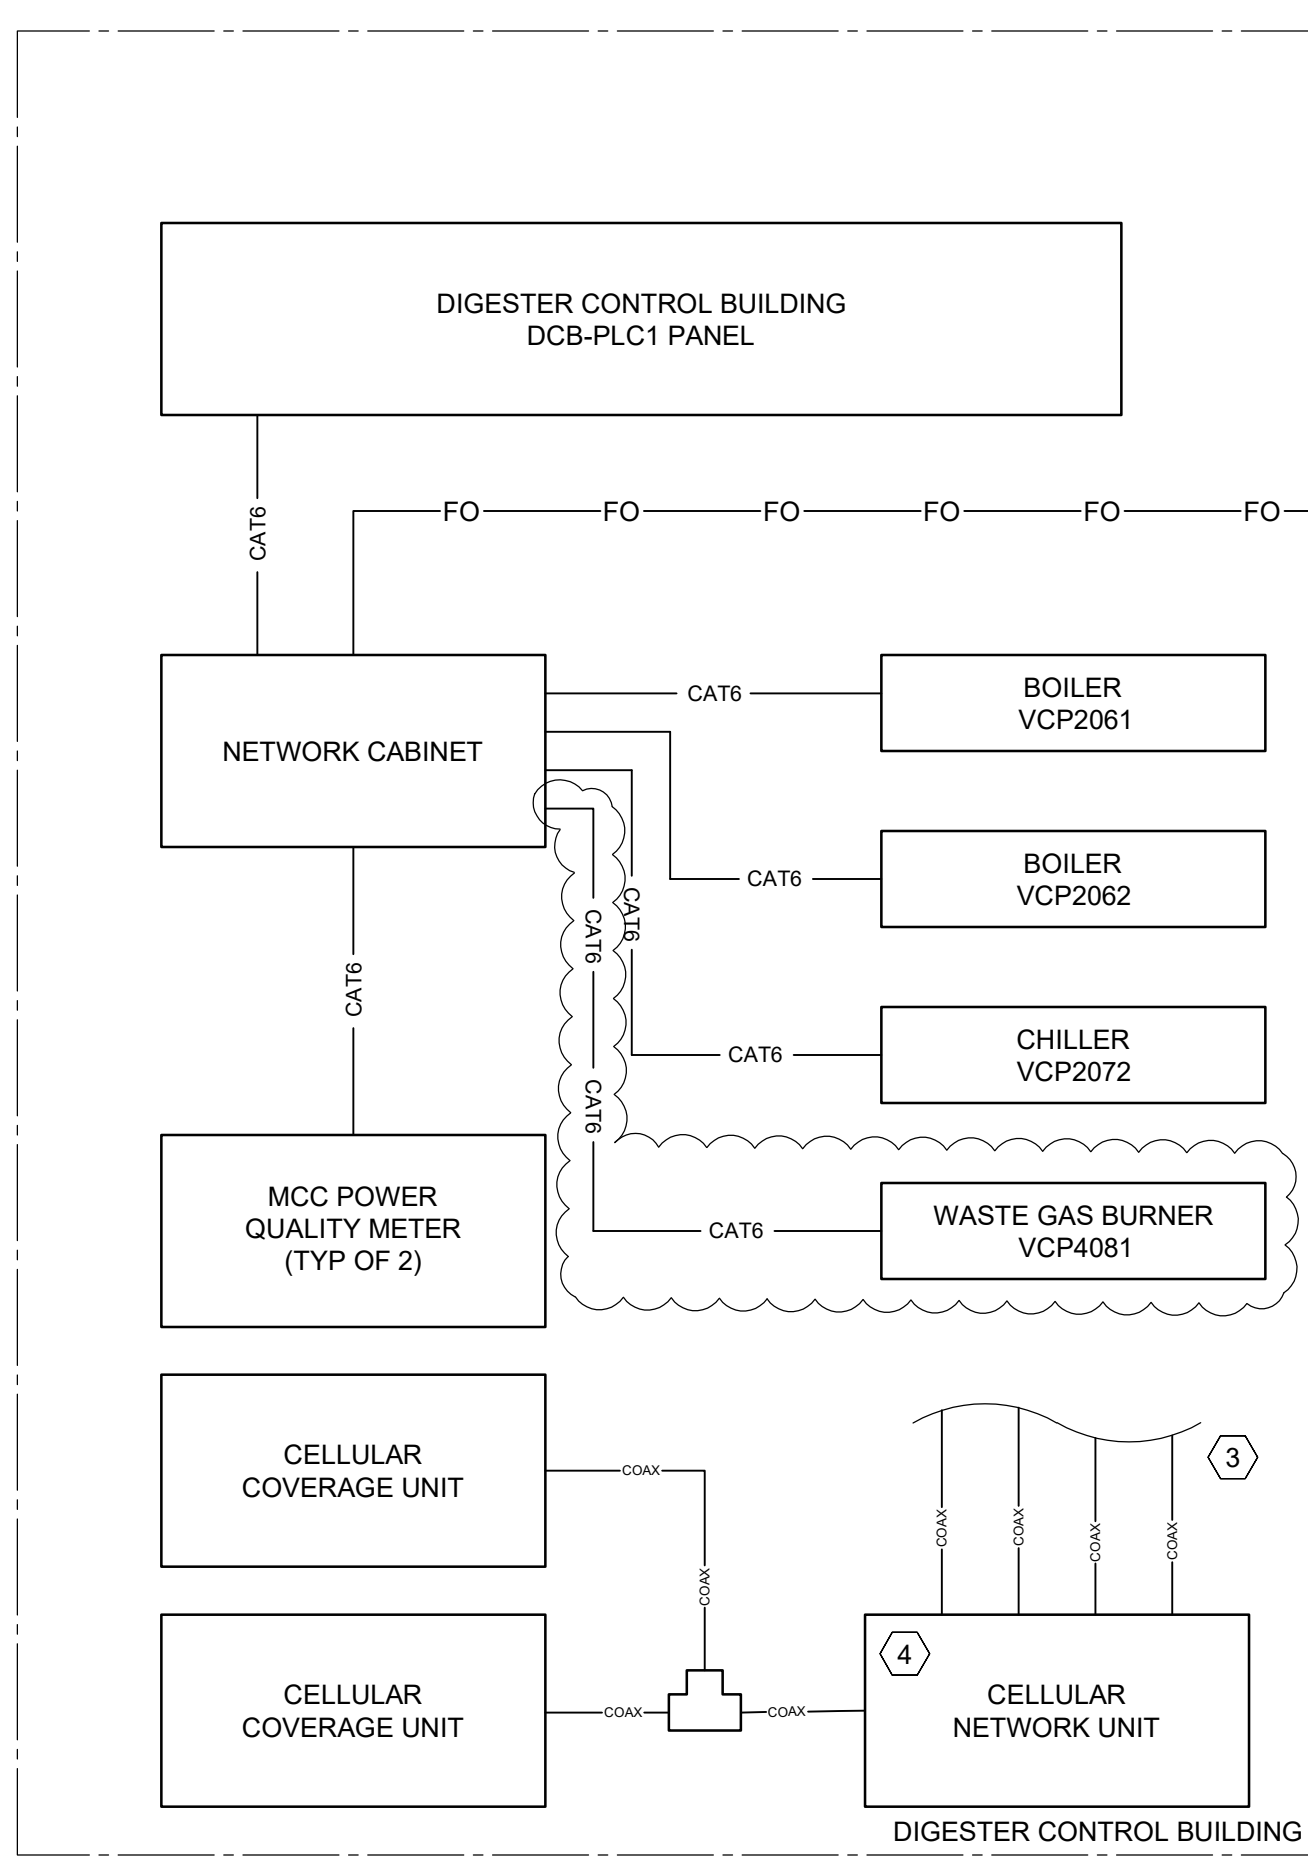 DIGESTER CONTROL BUILDING
DCB-PLC1 PANEL
CAT6
FO FO FO FO FO FO
NETWORK CABINET
CAT6
BOILER
VCP2061
CAT6
BOILER
VCP2062
CAT6
CAT6
CAT6
CAT6
CHILLER
VCP2072
CAT6
MCC POWER
QUALITY METER
(TYP OF 2)
CAT6
WASTE GAS BURNER
VCP4081
CELLULAR
COVERAGE UNIT
COAX
COAX
3
COAX
COAX
COAX
COAX
CELLULAR
COVERAGE UNIT
COAX
COAX
4
CELLULAR
NETWORK UNIT
DIGESTER CONTROL BUILDING